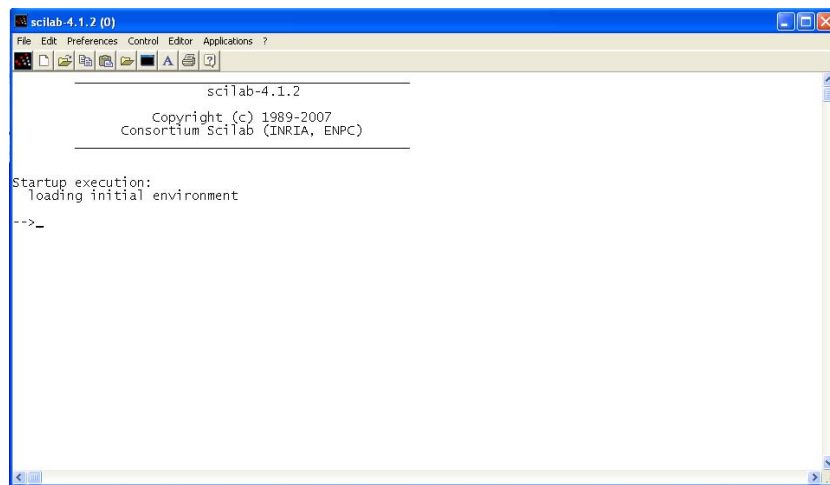 scilab-4.1.2 (0)
File Edit Preferences Control Editor Applications ?
A
scilab-4.1.2
Copyright (c) 1989-2007
Consortium Scilab (INRIA, ENPC)
Startup execution:
loading initial environment
-->_